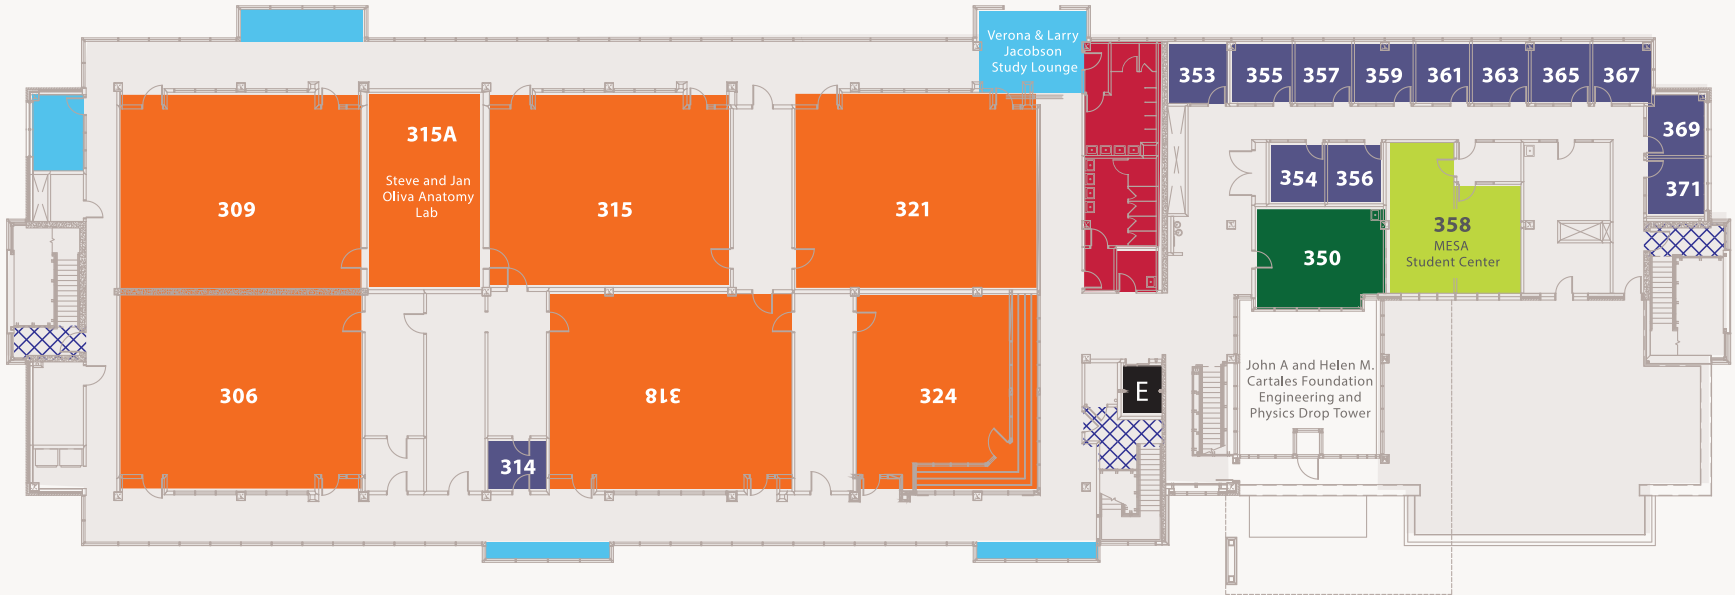 Verona & Larry
Jacobson
Study Lounge
353
355
357
359
361
363
365
367
369
371
315A
Steve and Jan
Oliva Anatomy
Lab
309
315
321
354
356
358
MESA
Student Center
350
306
318
324
314
E
John A and Helen M.
Cartales Foundation
Engineering and
Physics Drop Tower